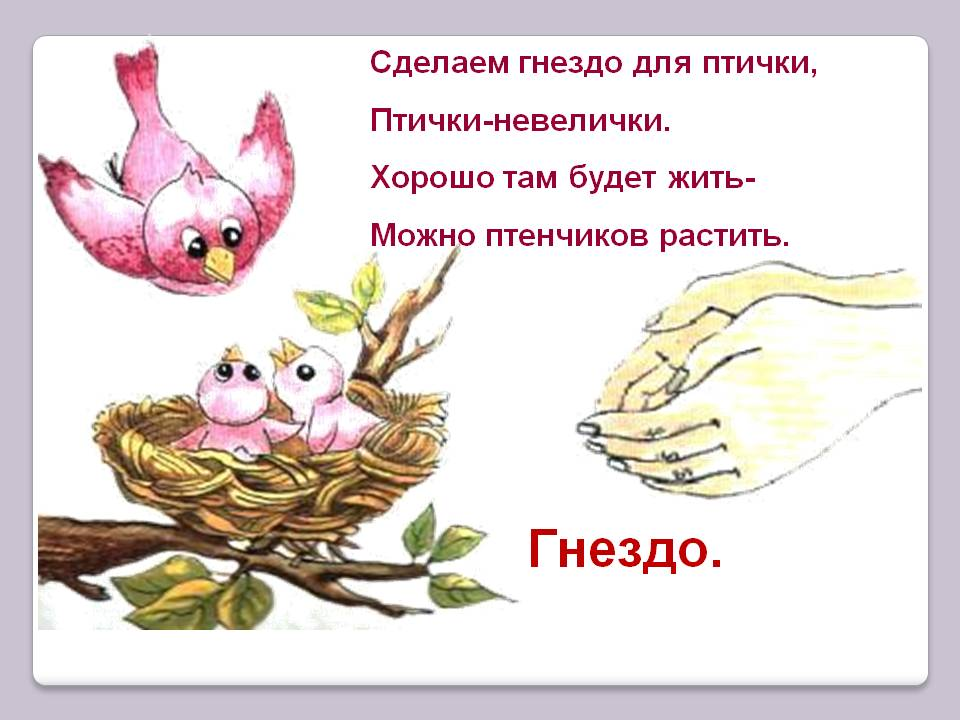 Сделаем гнездо для птички,
Птички-невелички.
Хорошо там будет жить-
Можно птенчиков растить.
Гнездо.